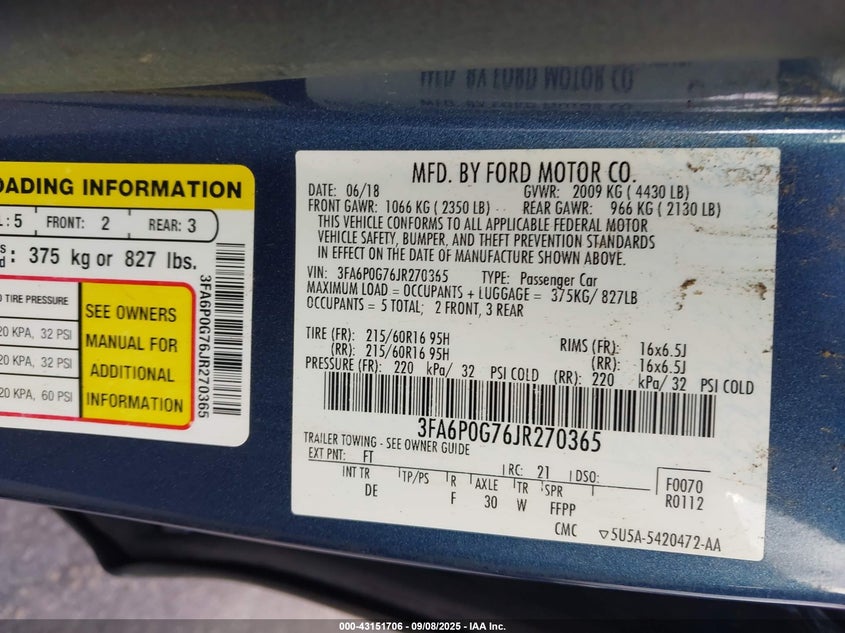 MFD. BY FORD MOTOR CO.
OADING INFORMATION
L: 5 FRONT: 2 REAR: 3
375 kg or 827 lbs.
TIRE PRESSURE
20 KPA, 32 PSI
20 KPA, 32 PSI
20 KPA, 60 PSI
SEE OWNERS
MANUAL FOR
ADDITIONAL
INFORMATION
3FA6P0G76JR270365
MFD. BY FORD MOTOR CO.
DATE: 06/18 GVWR: 2009 KG ( 4430 LB)
FRONT GAWR: 1066 KG ( 2350 LB) REAR GAWR: 966 KG ( 2130 LB)
THIS VEHICLE CONFORMS TO ALL APPLICABLE FEDERAL MOTOR
VEHICLE SAFETY, BUMPER, AND THEFT PREVENTION STANDARDS
IN EFFECT ON THE DATE OF MANUFACTURE SHOWN ABOVE.
VIN: 3FA6P0G76JR270365 TYPE: Passenger Car
MAXIMUM LOAD = OCCUPANTS + LUGGAGE = 375KG/ 827LB
OCCUPANTS = 5 TOTAL; 2 FRONT, 3 REAR
TIRE (FR): 215/60R16 95H RIMS (FR): 16x6.5J
(RR): 215/60R16 95H (RR): 16x6.5J
PRESSURE (FR): 220 kPa/ 32 PSI COLD (RR): 220 kPa/ 32 PSI COLD
3FA6P0G76JR270365
TRAILER TOWING - SEE OWNER GUIDE
EXT PNT: FT RC: 21 DSO: F0070
INT TR TP/PS R AXLE TR SPR R0112
DE F 30 W FFPP
CMC ▽5U5A-5420472-AA
000-43151706 - 09/08/2025 - IAA Inc.